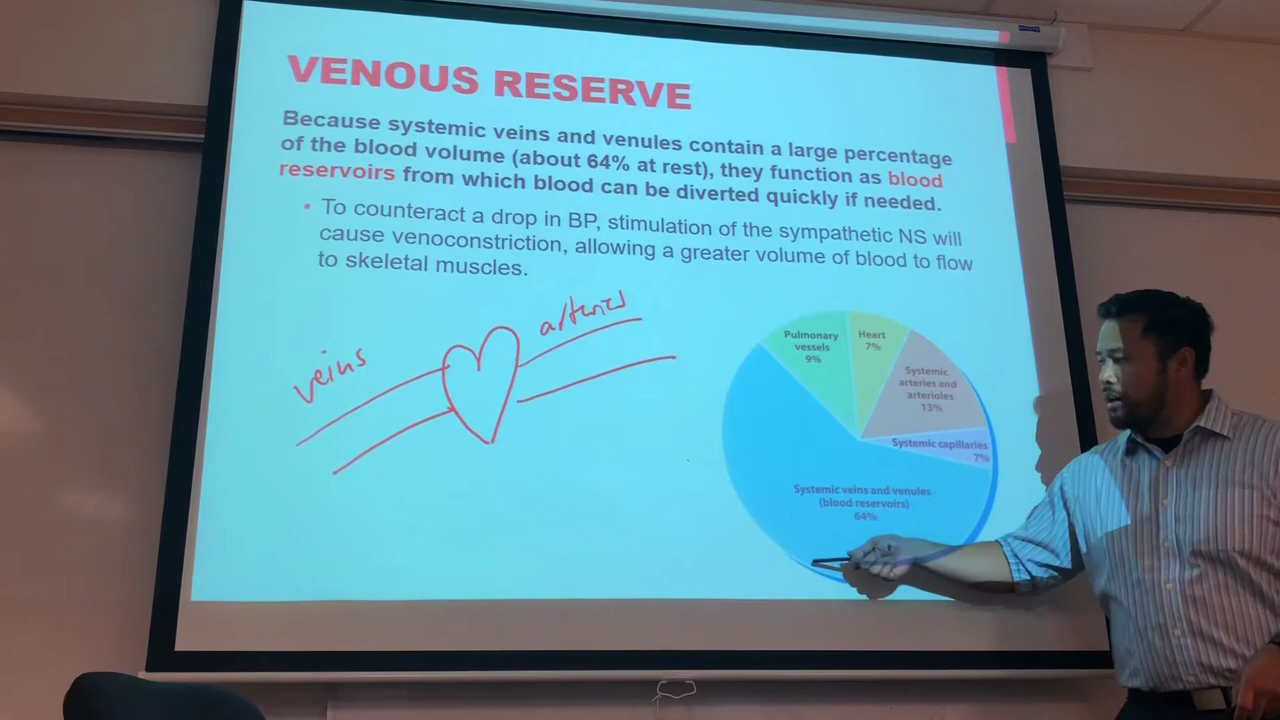 VENOUS RESERVE
Because systemic veins and venules contain a large percentage
of the blood volume (about 64% at rest), they function as blood
reservoirs from which blood can be diverted quickly if needed.
• To counteract a drop in BP, stimulation of the sympathetic NS will
cause venoconstriction, allowing a greater volume of blood to flow
to skeletal muscles.
veins
arteries
Pulmonary
vessels
9%
Heart
7%
Systemic
arteries and
arterioles
13%
Systemic capillaries
7%
Systemic veins and venules
(blood reservoirs)
64%